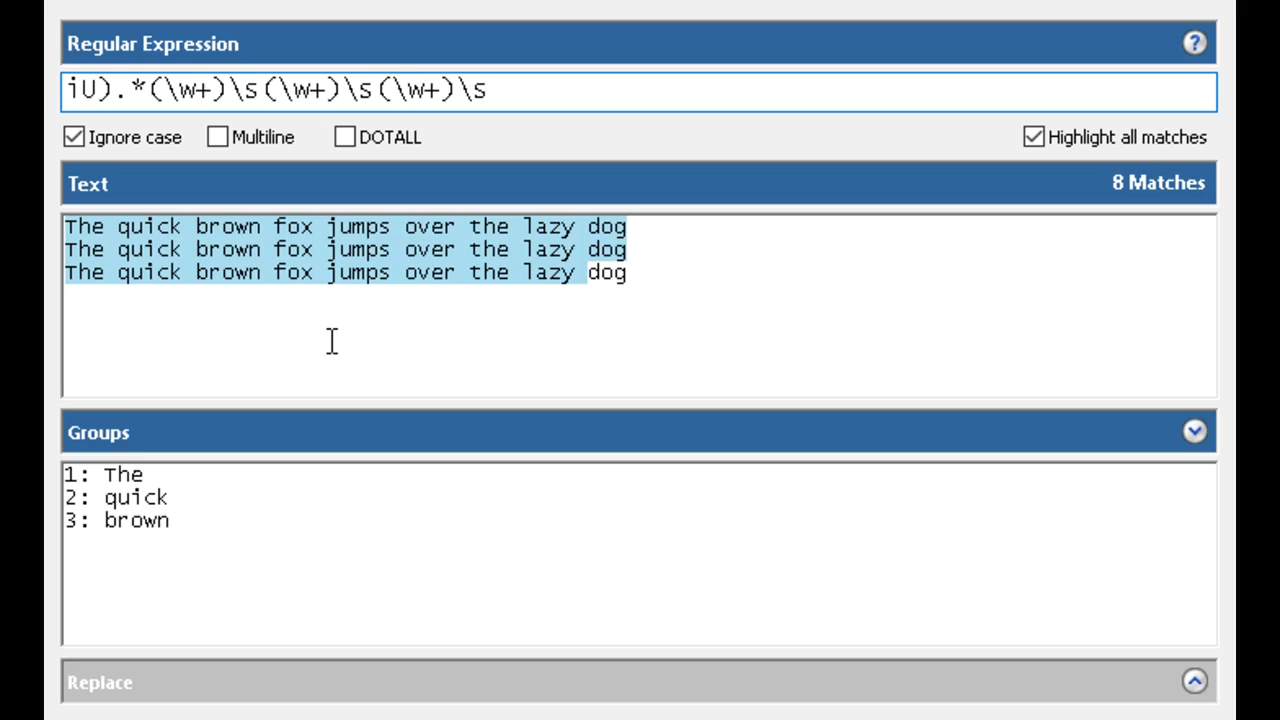 Regular Expression
iU).*(\w+)\s(\w+)\s(\w+)\s
Ignore case Multiline DOTALL Highlight all matches
Text 8 Matches
The quick brown fox jumps over the lazy dog
The quick brown fox jumps over the lazy dog
The quick brown fox jumps over the lazy dog
Groups
1: The
2: quick
3: brown
Replace